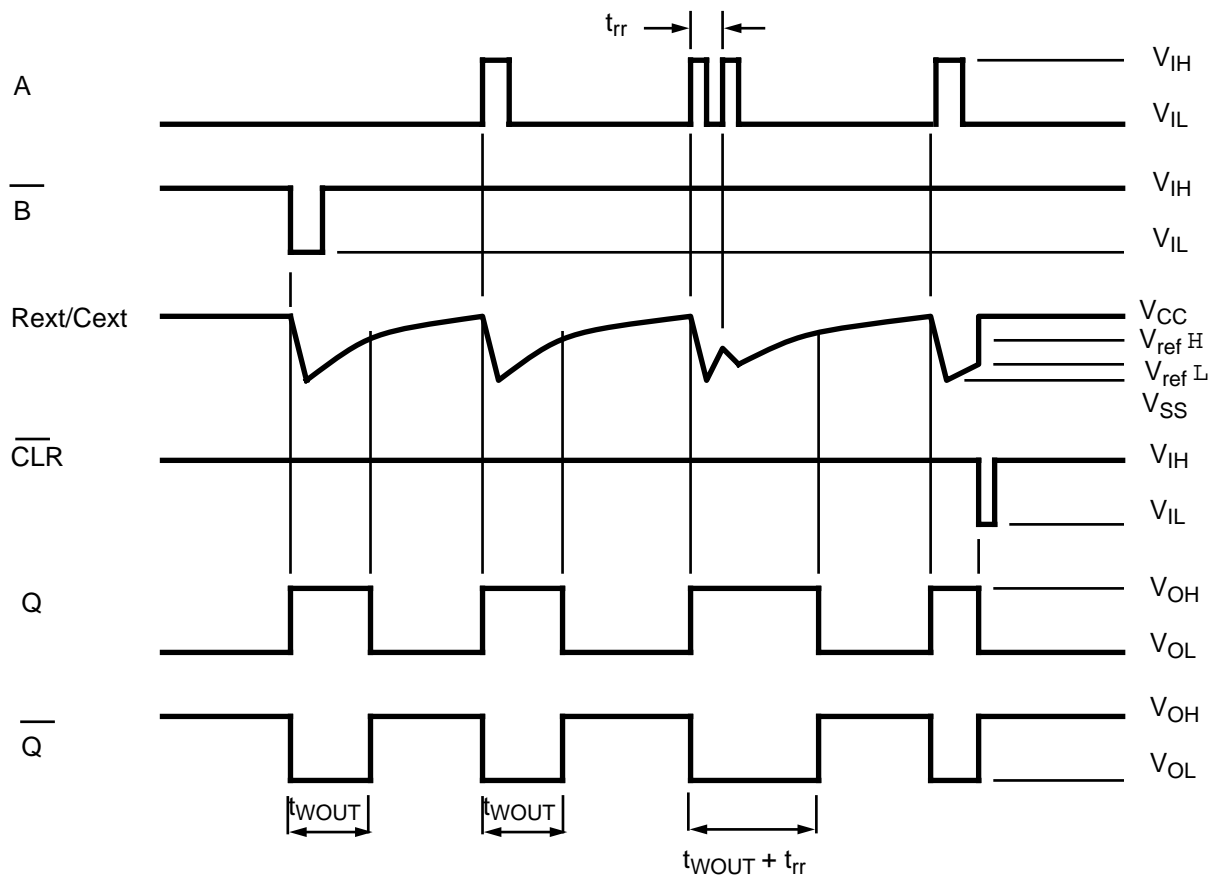 t_rr
A
V_IH
V_IL
B̅
V_IH
V_IL
Rext/Cext
V_CC
V_ref H
V_ref L
V_SS
C̅L̅R̅
V_IH
V_IL
Q
V_OH
V_OL
Q̅
V_OH
V_OL
t_WOUT t_WOUT
t_WOUT + t_rr